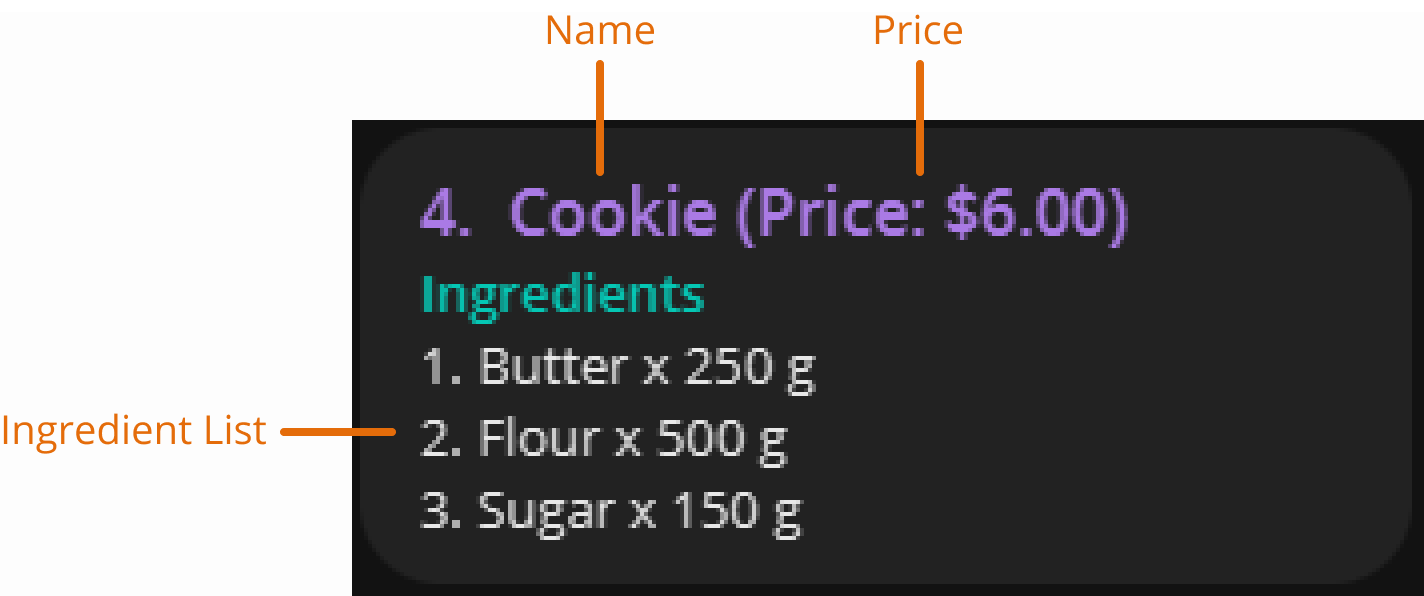 Name
Price
4. Cookie (Price: $6.00)
Ingredients
1. Butter x 250 g
Ingredient List
2. Flour x 500 g
3. Sugar x 150 g